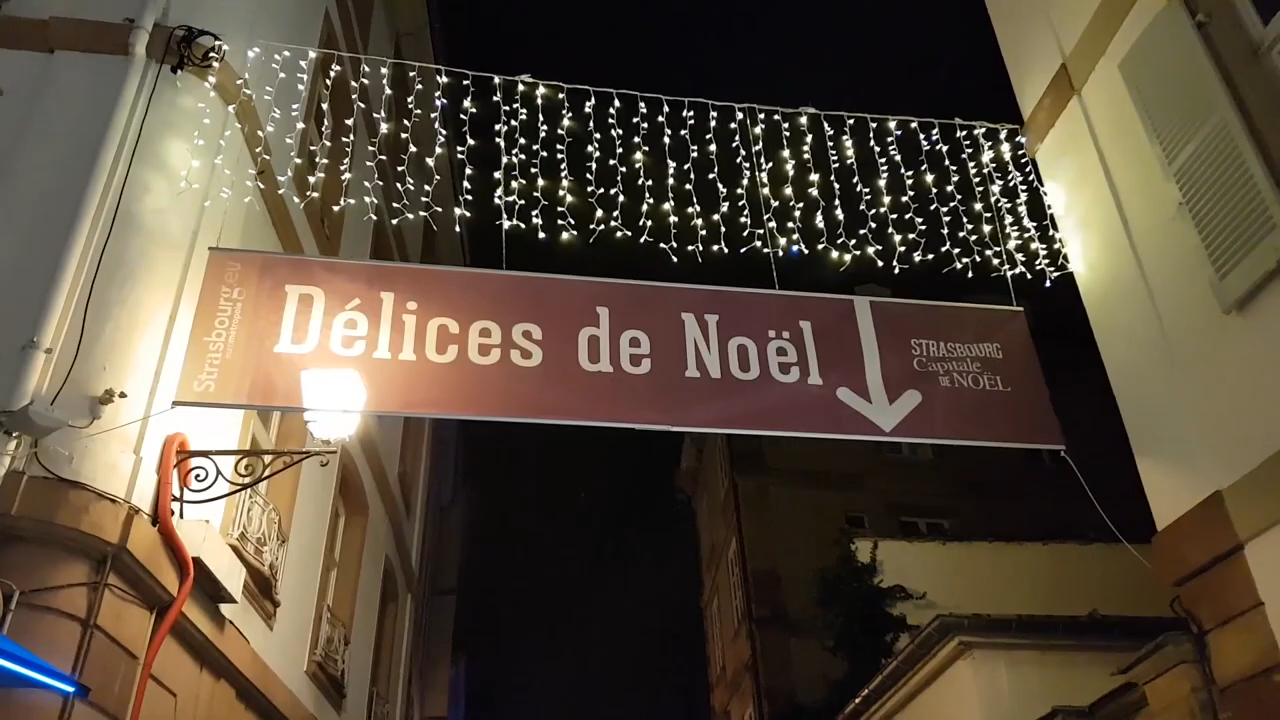 Strasbourg.eu
eurométropole
Délices de Noël
STRASBOURG
Capitale
DE NOËL